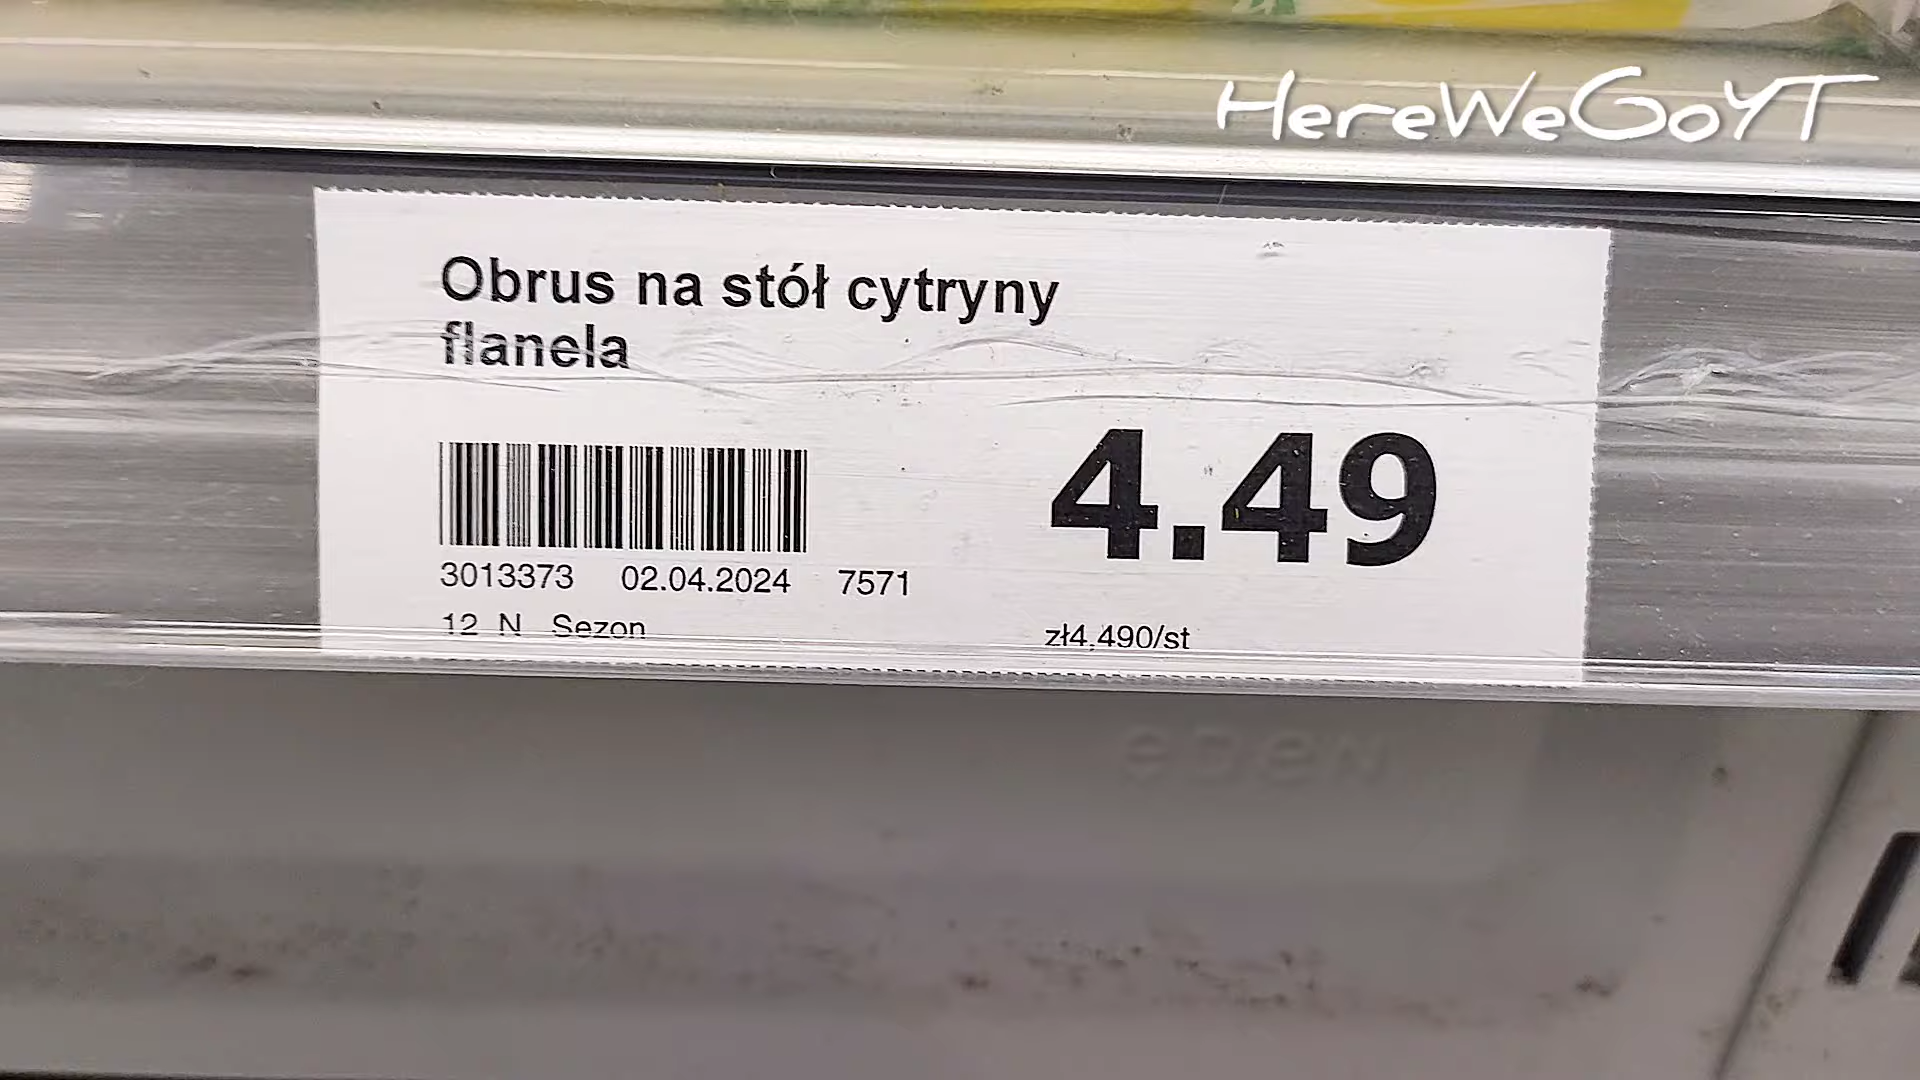 HereWeGoYT
Obrus na stół cytryny
flanela
4.49
3013373 02.04.2024 7571
12 N Sezon
zł4,490/st